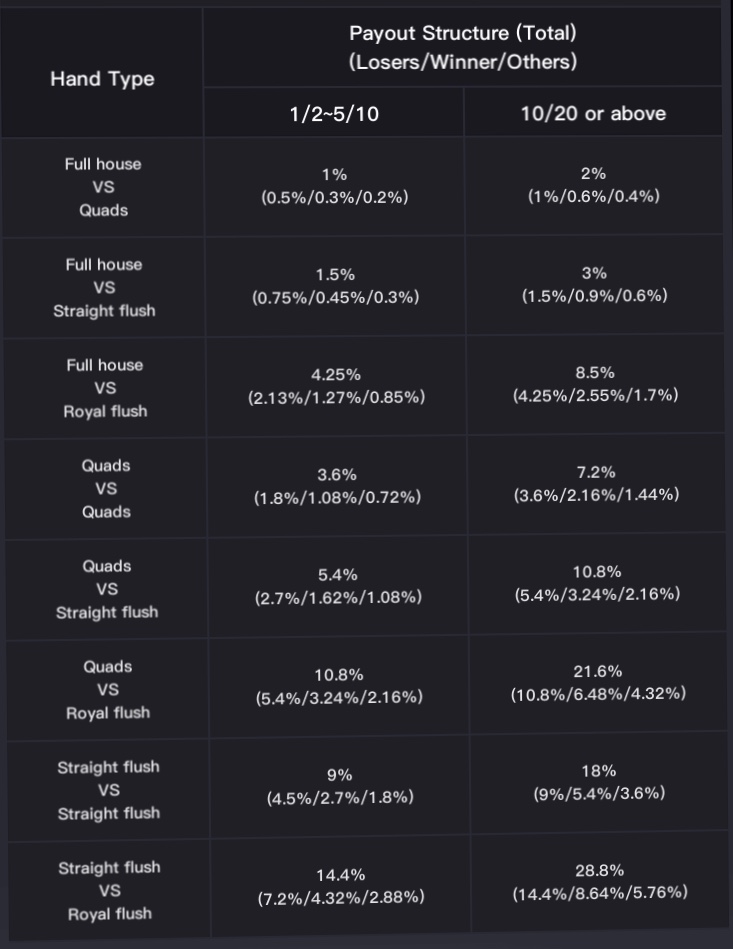 Hand Type
Payout Structure (Total)
(Losers/Winner/Others)
1/2~5/10
10/20 or above
Full house
VS
Quads
1%
(0.5%/0.3%/0.2%)
2%
(1%/0.6%/0.4%)
Full house
VS
Straight flush
1.5%
(0.75%/0.45%/0.3%)
3%
(1.5%/0.9%/0.6%)
Full house
VS
Royal flush
4.25%
(2.13%/1.27%/0.85%)
8.5%
(4.25%/2.55%/1.7%)
Quads
VS
Quads
3.6%
(1.8%/1.08%/0.72%)
7.2%
(3.6%/2.16%/1.44%)
Quads
VS
Straight flush
5.4%
(2.7%/1.62%/1.08%)
10.8%
(5.4%/3.24%/2.16%)
Quads
VS
Royal flush
10.8%
(5.4%/3.24%/2.16%)
21.6%
(10.8%/6.48%/4.32%)
Straight flush
VS
Straight flush
9%
(4.5%/2.7%/1.8%)
18%
(9%/5.4%/3.6%)
Straight flush
VS
Royal flush
14.4%
(7.2%/4.32%/2.88%)
28.8%
(14.4%/8.64%/5.76%)